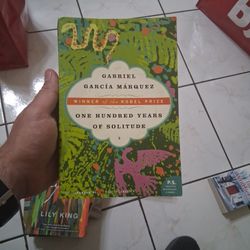 GABRIEL
GARCÍA MÁRQUEZ
WINNER of the NOBEL PRIZE
ONE HUNDRED YEARS
OF SOLITUDE
P.S.
LILY KING